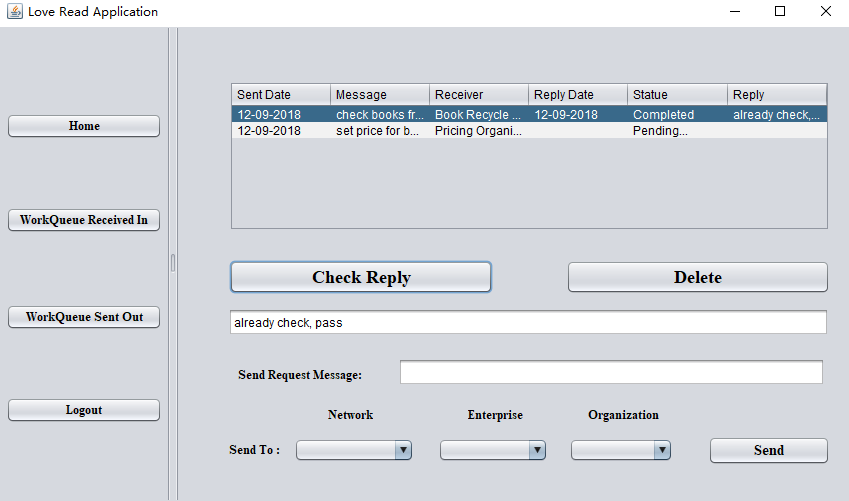 Love Read Application
Home
WorkQueue Received In
WorkQueue Sent Out
Logout
Sent Date Message Receiver Reply Date Statue Reply
12-09-2018 check books fr... Book Recycle ... 12-09-2018 Completed already check,...
12-09-2018 set price for b... Pricing Organi... Pending...
Check Reply Delete
already check, pass
Send Request Message:
Network Enterprise Organization
Send To : Send